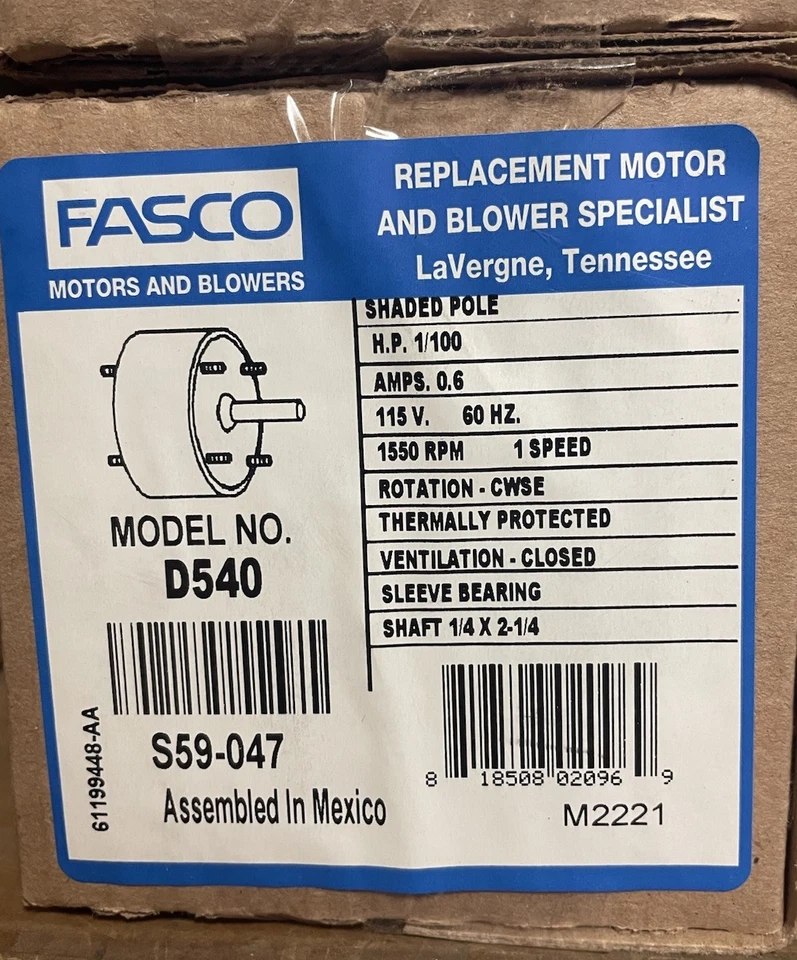 FASCO
MOTORS AND BLOWERS
REPLACEMENT MOTOR
AND BLOWER SPECIALIST
LaVergne, Tennessee
SHADED POLE
H.P. 1/100
AMPS. 0.6
115 V. 60 HZ.
1550 RPM 1 SPEED
ROTATION - CWSE
THERMALLY PROTECTED
VENTILATION - CLOSED
SLEEVE BEARING
SHAFT 1/4 X 2-1/4
MODEL NO.
D540
61199448-AA
S59-047
Assembled In Mexico
8 18508 02096 9
M2221